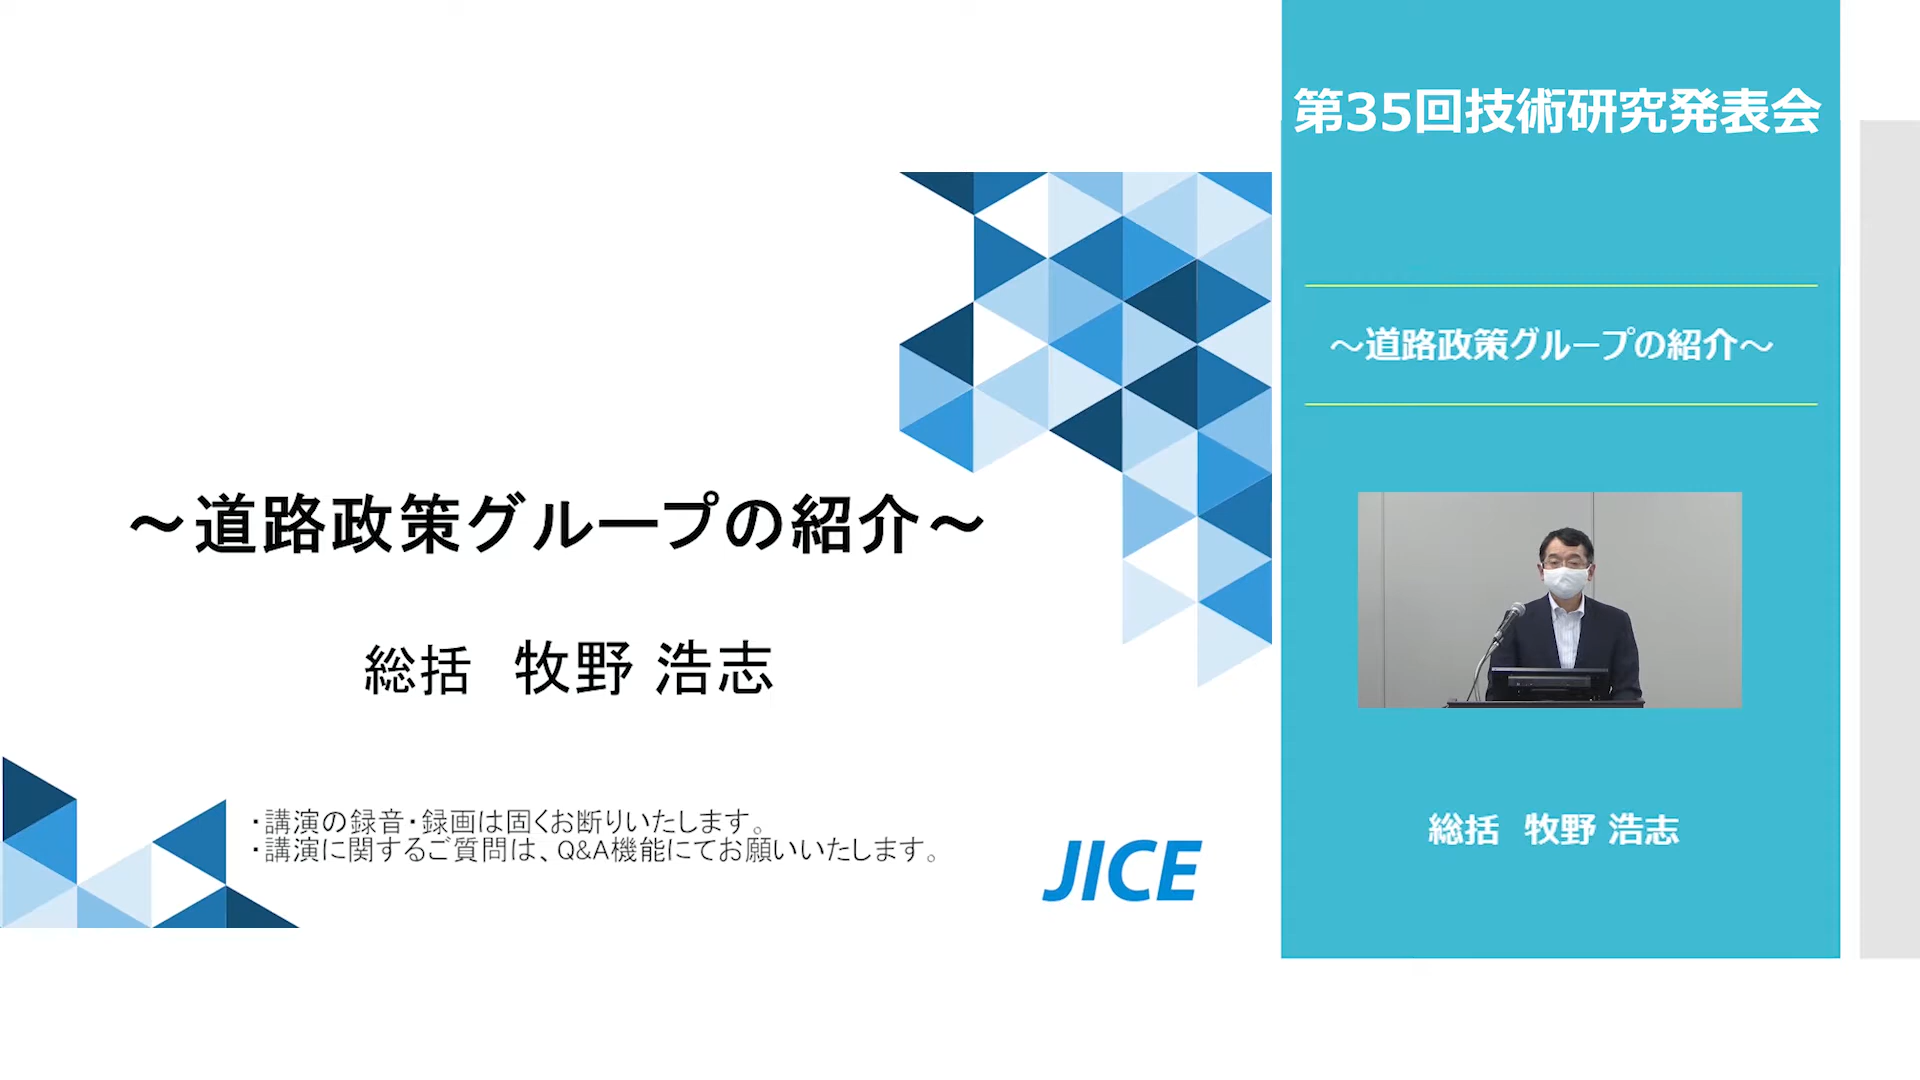 ～道路政策グループの紹介～
総括 牧野 浩志
・講演の録音・録画は固くお断りいたします。
・講演に関するご質問は、Q&A機能にてお願いいたします。
JICE
第35回技術研究発表会
～道路政策グループの紹介～
総括 牧野 浩志